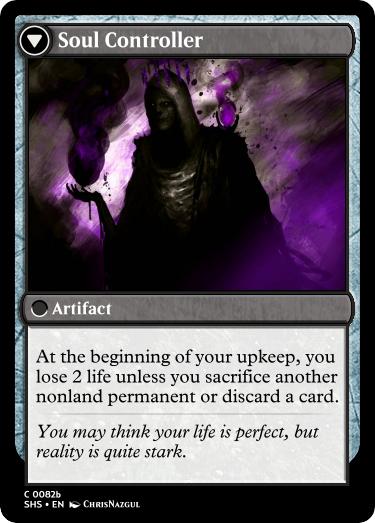 Soul Controller
Artifact
At the beginning of your upkeep, you
lose 2 life unless you sacrifice another
nonland permanent or discard a card.
You may think your life is perfect, but
reality is quite stark.
C 0082b
SHS • EN ChrisNazgul